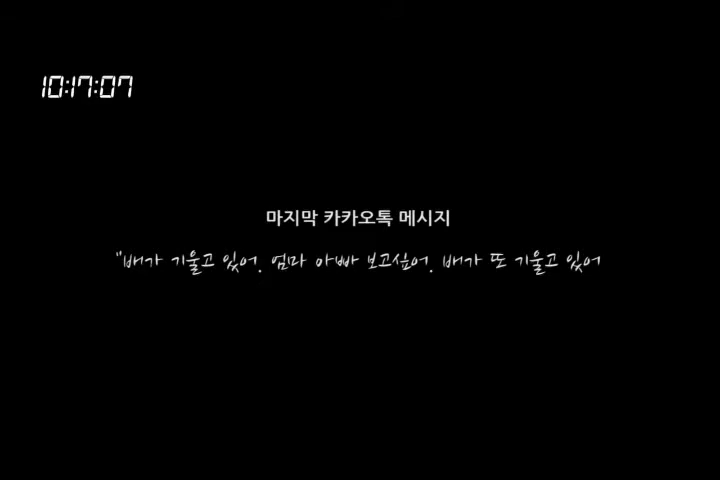 10:17:07
마지막 카카오톡 메시지
"배가 기울고 있어. 엄마 아빠 보고싶어. 배가 또 기울고 있어